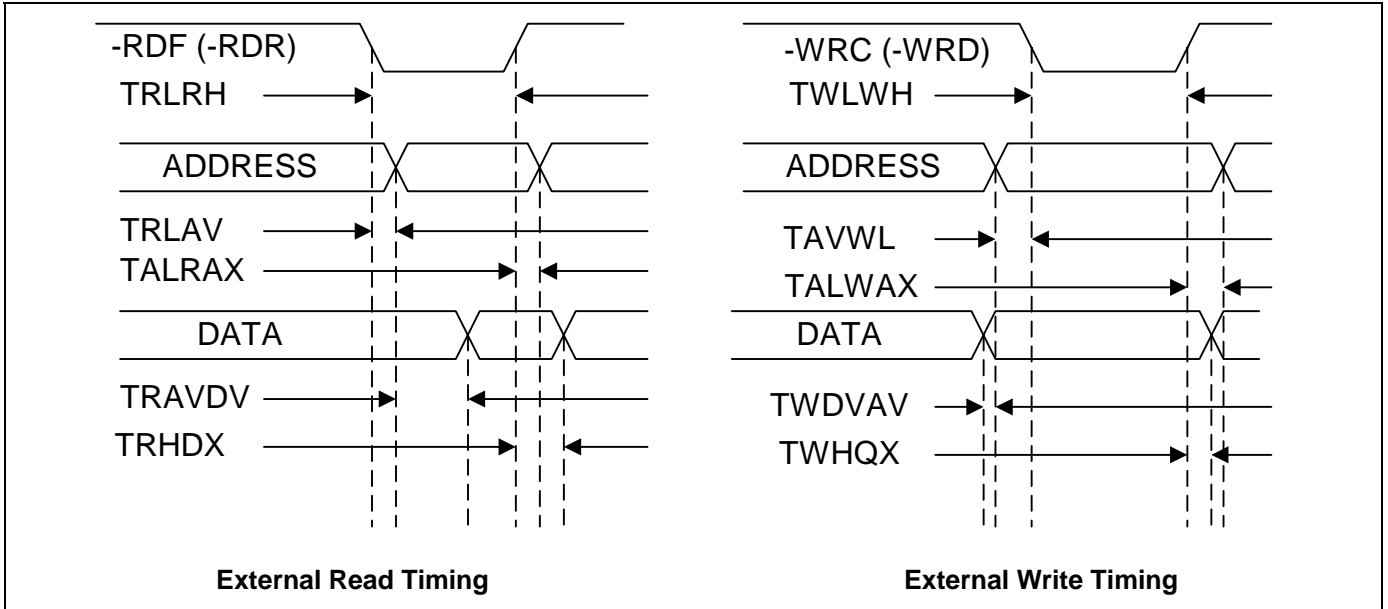 -RDF (-RDR)
TRLRH
ADDRESS
TRLAV
TALRAX
DATA
TRAVDV
TRHDX
External Read Timing
-WRC (-WRD)
TWLWH
ADDRESS
TAVWL
TALWAX
DATA
TWDVAV
TWHQX
External Write Timing